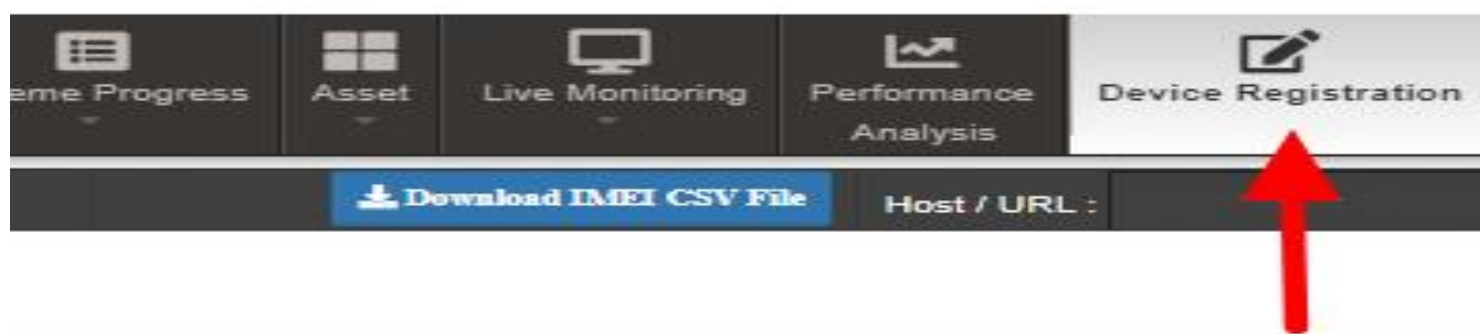 eme Progress
Asset
Live Monitoring
Performance
Analysis
Device Registration
Download IMEI CSV File
Host / URL :